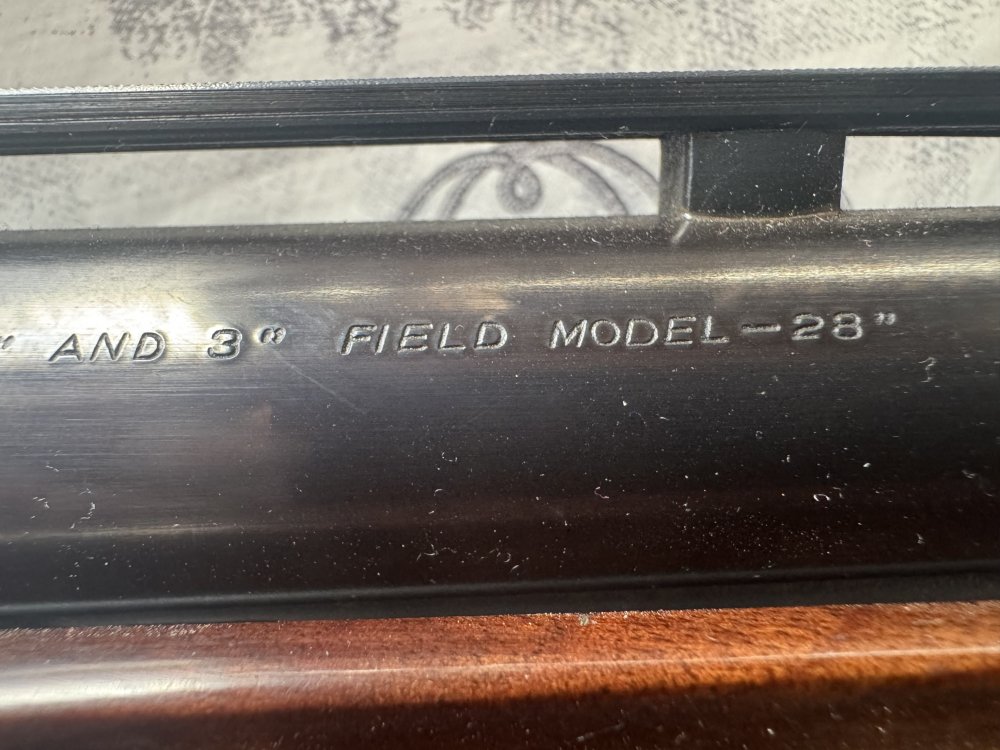 " AND 3" FIELD MODEL-28"